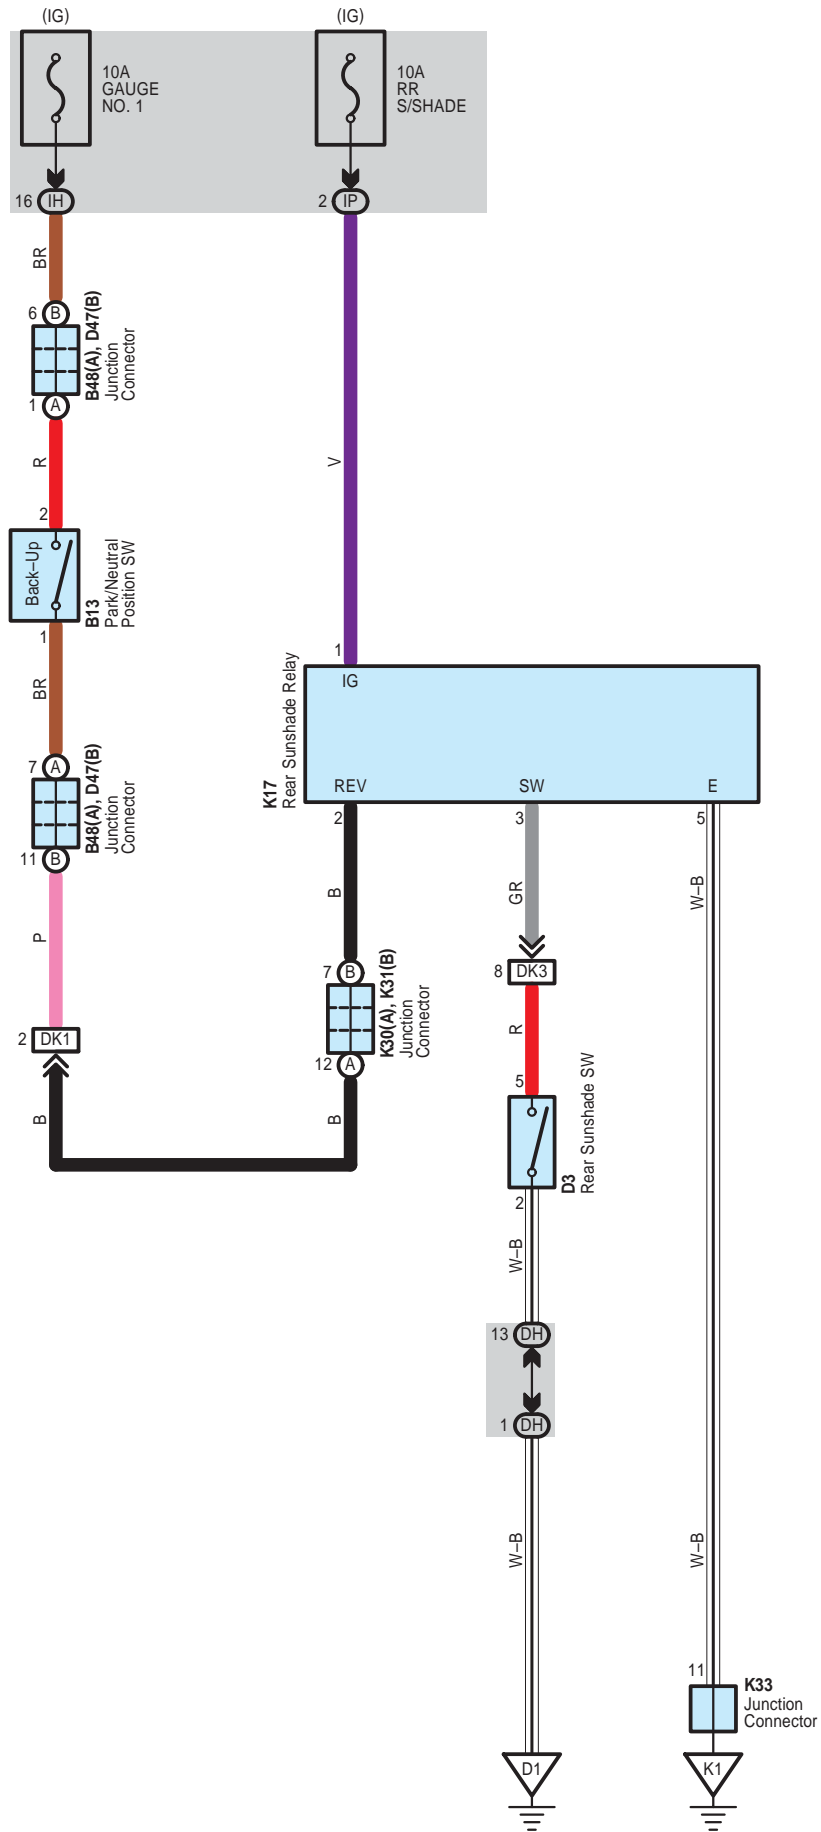 (IG)
(IG)
10A
GAUGE
NO. 1
10A
RR
S/SHADE
16
IH
2
IP
BR
6
B
B48(A), D47(B)
Junction
Connector
1
A
R
V
2
Back–Up
B13
Park/Neutral
Position SW
1
BR
1
IG
K17
Rear Sunshade Relay
REV
SW
E
7
A
B48(A), D47(B)
Junction
Connector
11
B
2
3
5
P
B
GR
W–B
7
B
K30(A), K31(B)
Junction
Connector
12
A
8
DK3
2
DK1
R
B
B
5
D3
Rear Sunshade SW
2
W–B
13
DH
1
DH
W–B
W–B
11
K33
Junction
Connector
D1
K1